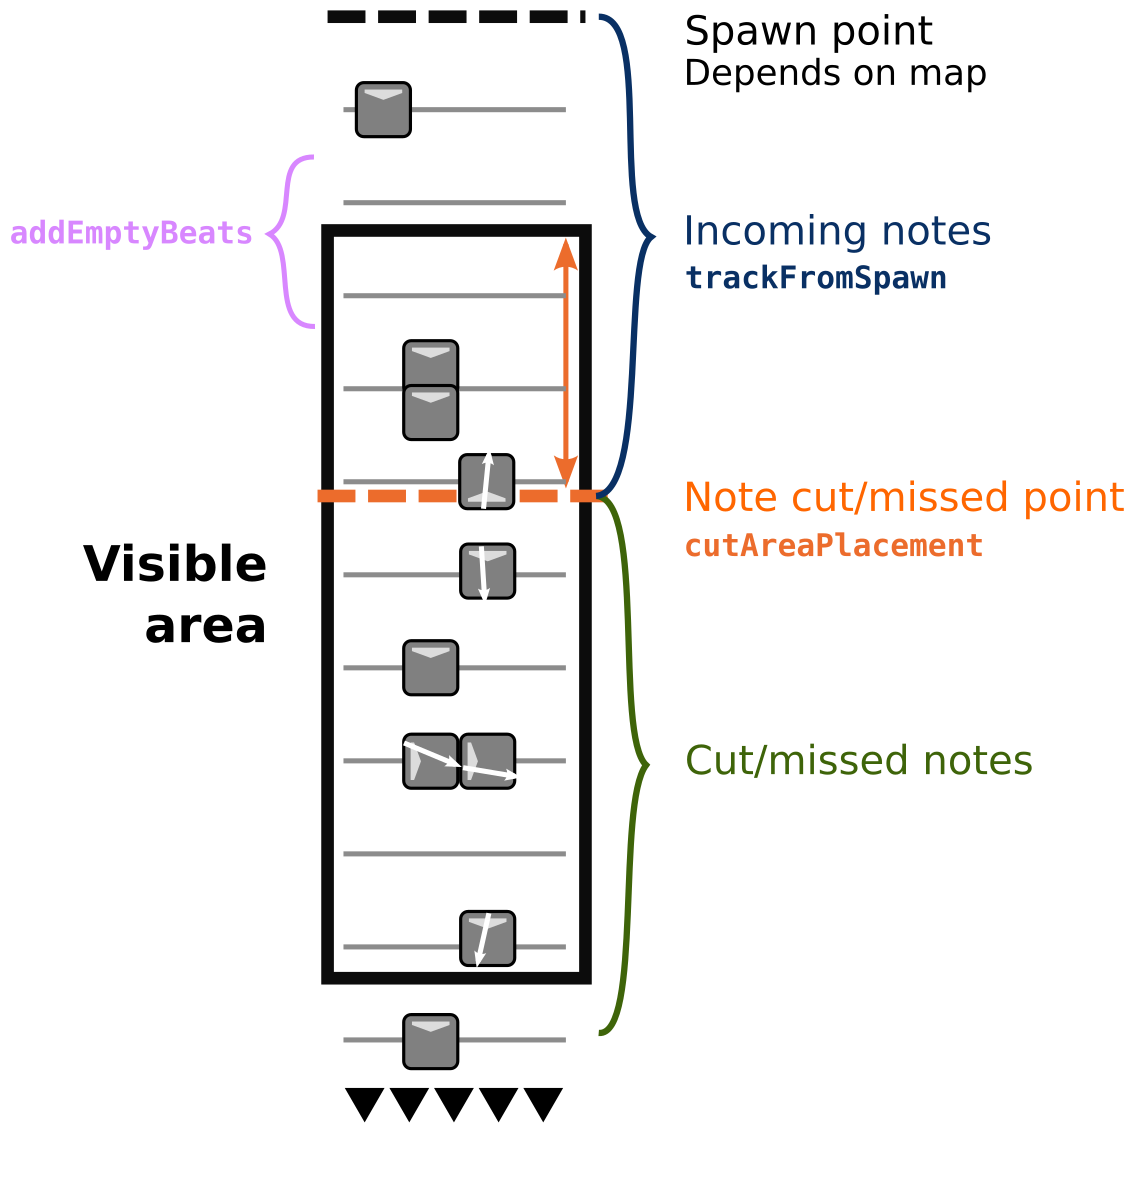 Spawn point
Depends on map
addEmptyBeats
Incoming notes
trackFromSpawn
Note cut/missed point
cutAreaPlacement
Visible
area
Cut/missed notes